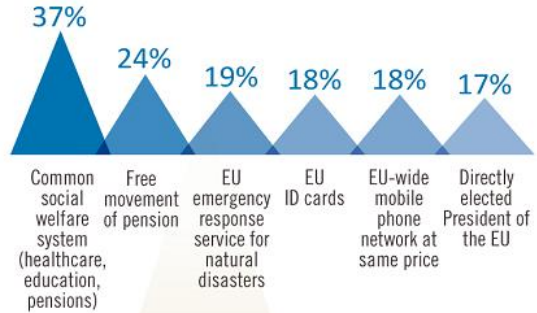 37%
24%
19%
18%
18%
17%
Common
social
welfare
system
(healthcare,
education,
pensions)
Free
movement
of pension
EU
emergency
response
service for
natural
disasters
EU
ID cards
EU-wide
mobile
phone
network at
same price
Directly
elected
President of
the EU